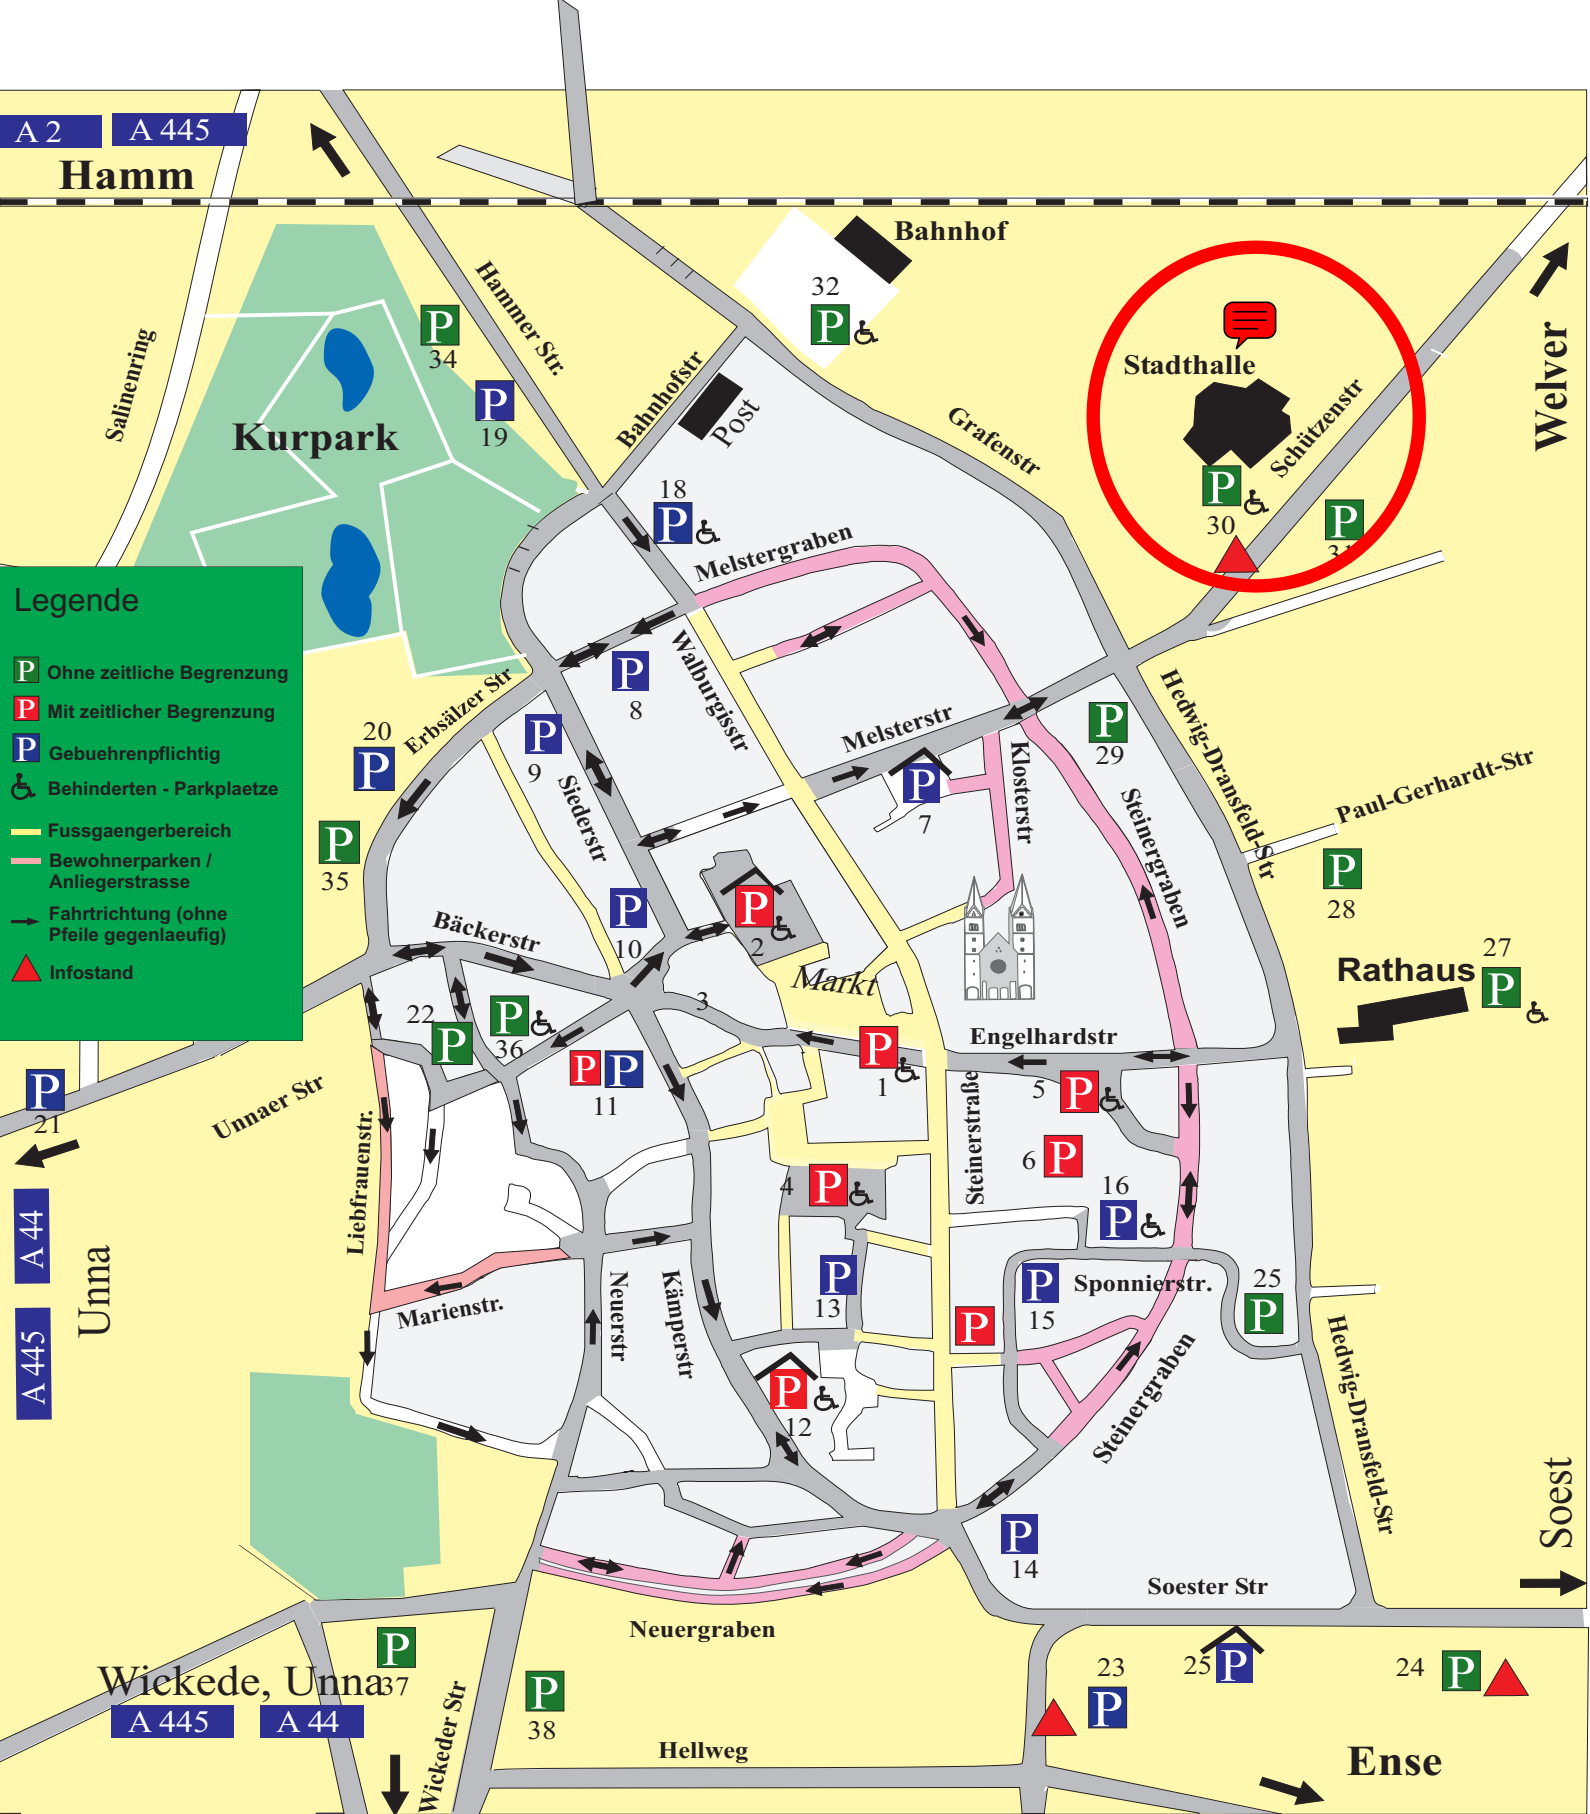 A 2
A 445
Hamm
Bahnhof
32
P
Stadthalle
Welver
Hammer Str.
34
P
19
P
Salinenring
Kurpark
Bahnhofstr
Post
Grafenstr
Schützenstr
P
30
P
31
18
P
Melstergraben
Legende
P Ohne zeitliche Begrenzung
P Mit zeitlicher Begrenzung
P Gebuehrenpflichtig
Behinderten - Parkplaetze
Fussgaengerbereich
Bewohnerparken /
Anliegerstrasse
Fahrtrichtung (ohne
Pfeile gegenlaeufig)
Infostand
P
8
Walburgisstr
Erbsälzer Str
20
P
P
9
Siederstr
Melsterstr
Klosterstr
P
29
Hedwig-Dransfeld-Str
Paul-Gerhardt-Str
P
7
Steinergraben
P
35
P
28
P
10
P
2
Bäckerstr
Markt
Rathaus
27
P
3
22
P
P
36
Engelhardstr
P
1
P P
11
5
P
P
21
Unnaer Str
Liebfrauenstr.
Steinerstraße
6
P
4
P
16
P
A 44
Unna
A 445
P
13
P
15
Sponnierstr.
25
P
P
Marienstr.
Neuerstr
Kämperstr
Steinergraben
Hedwig-Dransfeld-Str
P
12
Soest
P
14
Soester Str
Neuergraben
P
37
Wickede, Unna
A 445
A 44
Wickeder Str
P
38
Hellweg
23
P
25
P
24
P
Ense